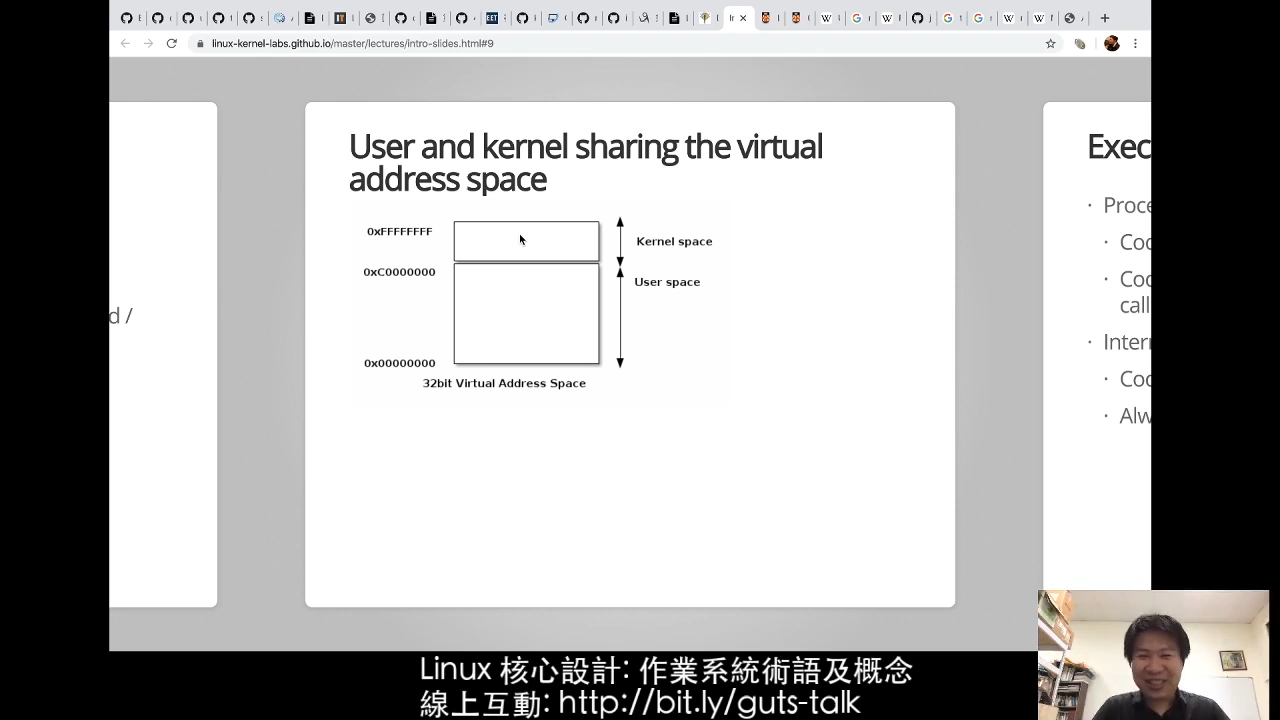 linux-kernel-labs.github.io/master/lectures/intro-slides.html#9
User and kernel sharing the virtual
address space
0xFFFFFFFF
Kernel space
0xC0000000
User space
0x00000000
32bit Virtual Address Space
d /
Exec
Proce
Coc
Coc
call
Interr
Coc
Alw
Linux 核心設計: 作業系統術語及概念
線上互動: http://bit.ly/guts-talk